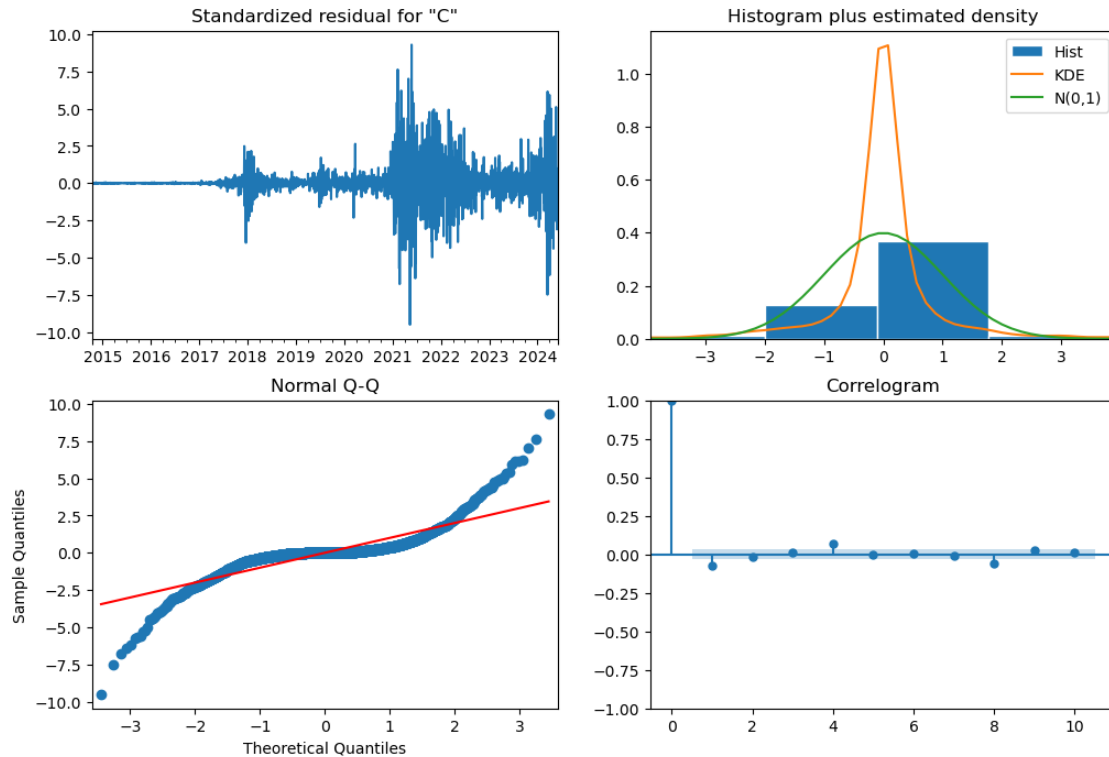 Standardized residual for "C"
10.0
7.5
5.0
2.5
0.0
−2.5
−5.0
−7.5
−10.0
2015 2016 2017 2018 2019 2020 2021 2022 2023 2024
Histogram plus estimated density
Hist
KDE
N(0,1)
1.0
0.8
0.6
0.4
0.2
0.0
−3 −2 −1 0 1 2 3
Normal Q-Q
Sample Quantiles
10.0
7.5
5.0
2.5
0.0
−2.5
−5.0
−7.5
−10.0
−3 −2 −1 0 1 2 3
Theoretical Quantiles
Correlogram
1.00
0.75
0.50
0.25
0.00
−0.25
−0.50
−0.75
−1.00
0 2 4 6 8 10